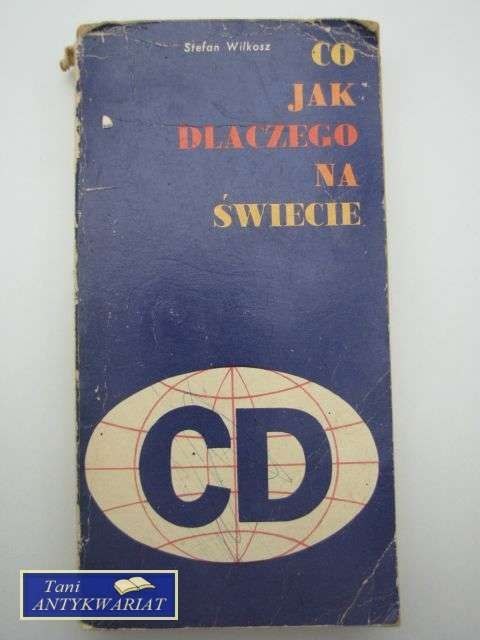 Stefan Wilkosz
CO
JAK
DLACZEGO
NA
ŚWIECIE
CD
Tani
ANTYKWARIAT